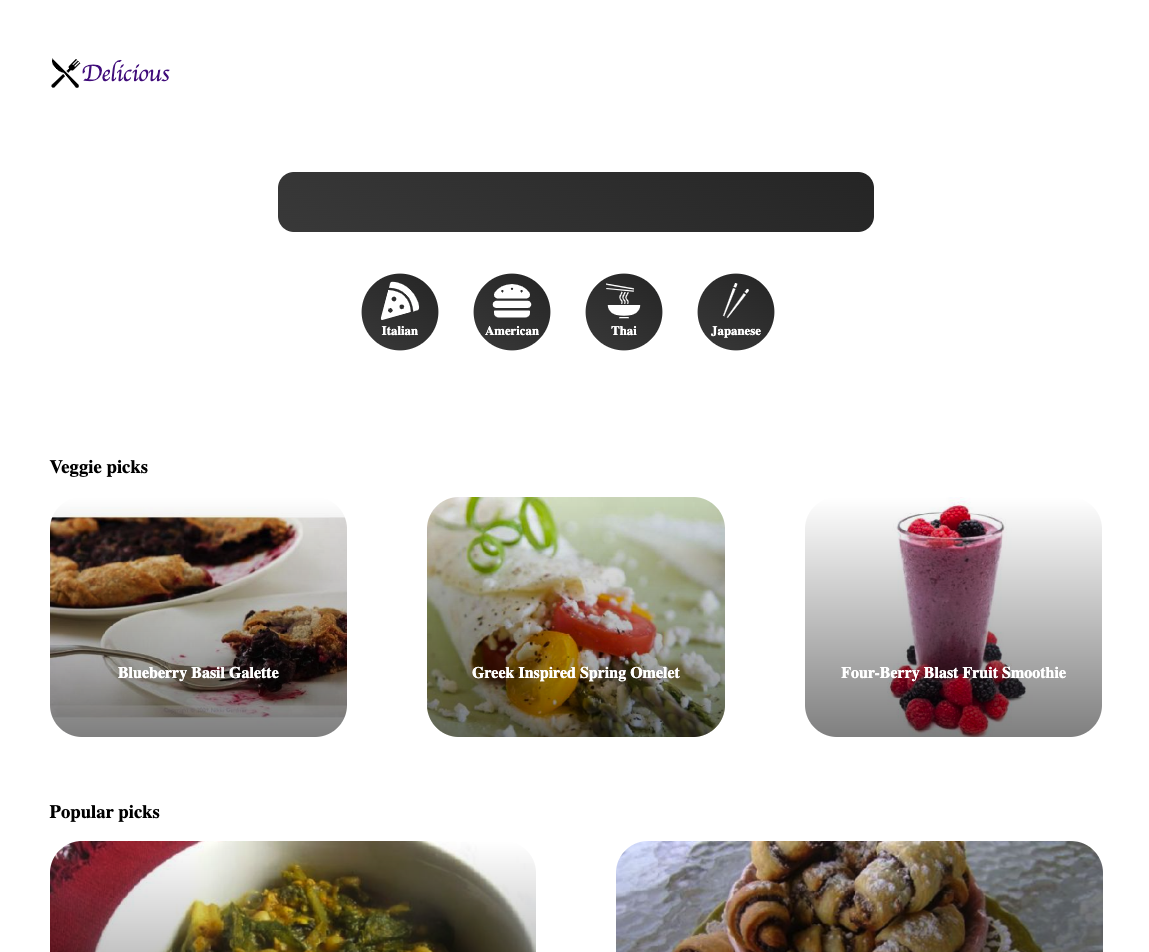 Delicious
Italian
American
Thai
Japanese
Veggie picks
Blueberry Basil Galette
Greek Inspired Spring Omelet
Four-Berry Blast Fruit Smoothie
Popular picks